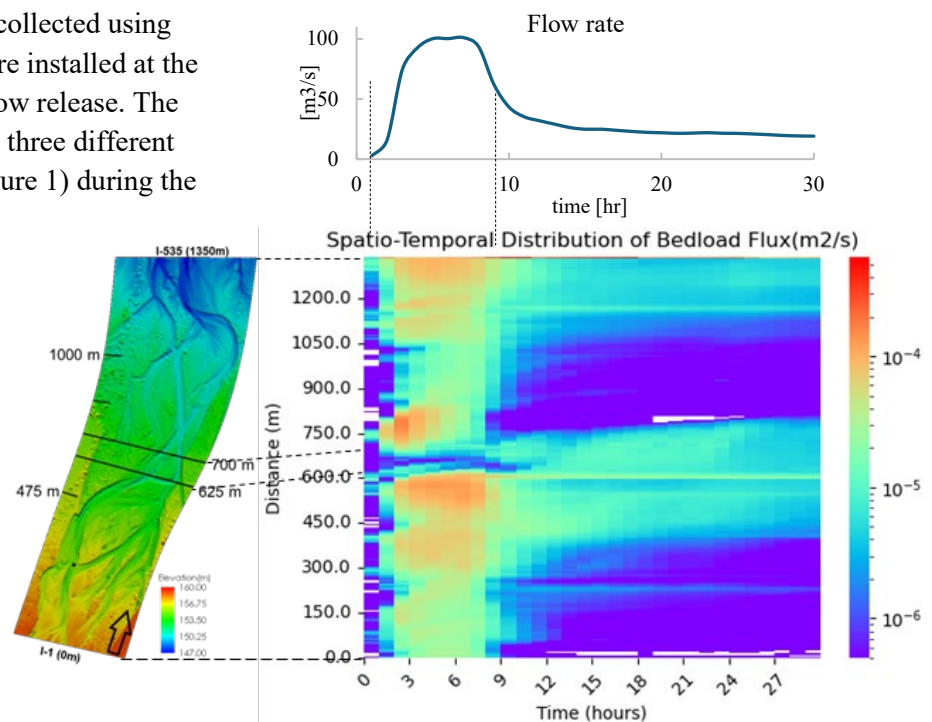 collected using
re installed at the
ow release. The
three different
ure 1) during the
Flow rate
[m3/s]
100
50
0
0 10 20 30
time [hr]
Spatio-Temporal Distribution of Bedload Flux(m2/s)
I-535 (1350m)
1000 m
700 m
625 m
475 m
I-1 (0m)
Elevation(m)
160.00
156.75
153.50
150.25
147.00
Distance (m)
1200.0
1050.0
900.0
750.0
600.0
450.0
300.0
150.0
0.0
0 3 6 9 12 15 18 21 24 27
Time (hours)
10⁻⁴
10⁻⁵
10⁻⁶